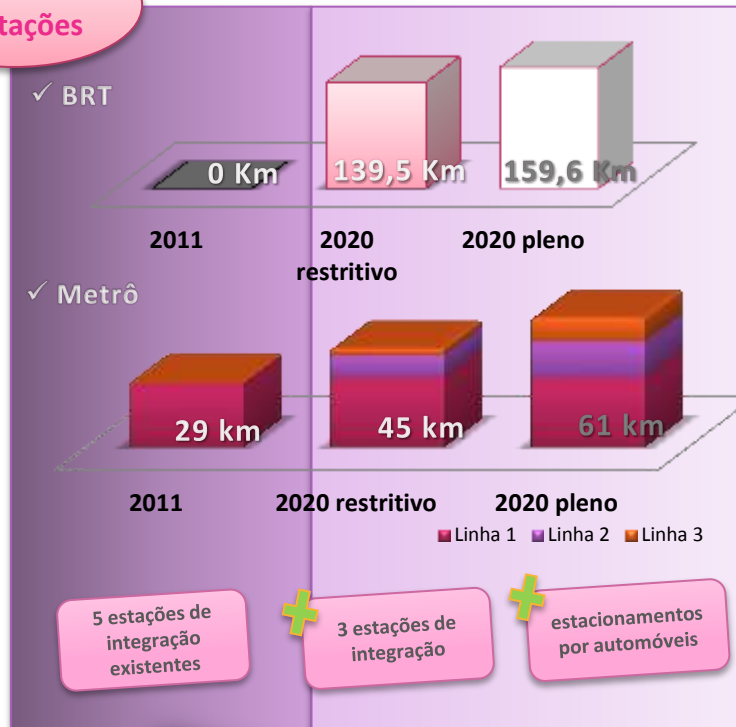 tações
✓ BRT
0 Km
139,5 Km
159,6 Km
2011
2020
restritivo
2020 pleno
✓ Metrô
29 km
45 km
61 km
2011
2020 restritivo
2020 pleno
Linha 1
Linha 2
Linha 3
5 estações de
integração
existentes
3 estações de
integração
estacionamentos
por automóveis